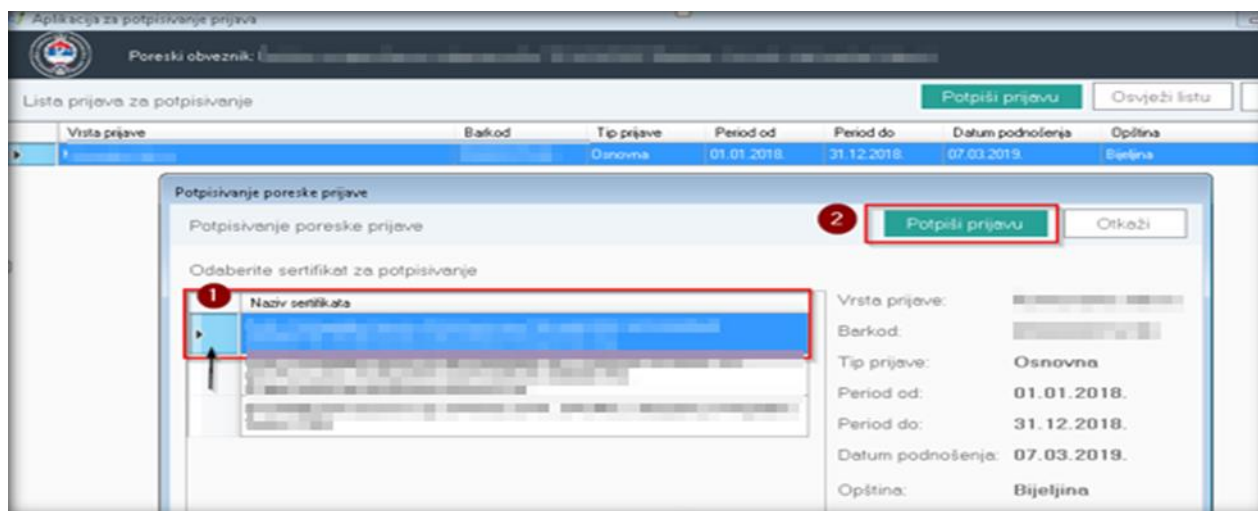 Aplikacija za potpisivanje prijava
Poreski obveznik:
Lista prijava za potpisivanje
Potpiši prijavu
Osvježi listu
Vrsta prijave Barkod Tip prijave Period od Period do Datum podnošenja Opština
Osnovna 01.01.2018. 31.12.2018. 07.03.2019. Bijeljina
Potpisivanje poreske prijave
Potpisivanje poreske prijave
2
Potpiši prijavu
Otkaži
Odaberite sertifikat za potpisivanje
1
Naziv sertifikata
Vrsta prijave:
Barkod:
Tip prijave: Osnovna
Period od: 01.01.2018.
Period do: 31.12.2018.
Datum podnošenja: 07.03.2019.
Opština: Bijeljina